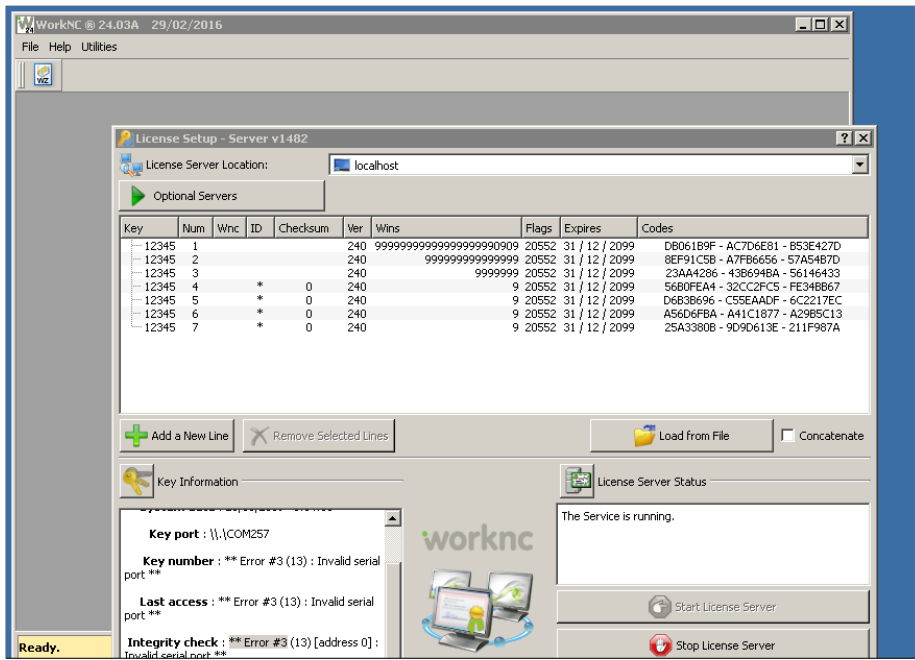 WorkNC ® 24.03A 29/02/2016
File Help Utilities
WZ
License Setup - Server v1482
License Server Location: localhost
Optional Servers
Key Num Wnc ID Checksum Ver Wins Flags Expires Codes
12345 1 240 9999999999999999990909 20552 31 / 12 / 2099 DB061B9F - AC7D6E81 - B53E427D
12345 2 240 999999999999999 20552 31 / 12 / 2099 8EF91C5B - A7FB6656 - 57A54B7D
12345 3 240 9999999 20552 31 / 12 / 2099 23AA4286 - 43B694BA - 56146433
12345 4 * 0 240 9 20552 31 / 12 / 2099 56B0FEA4 - 32CC2FC5 - FE34BB67
12345 5 * 0 240 9 20552 31 / 12 / 2099 D6B3B696 - C55EAADF - 6C2217EC
12345 6 * 0 240 9 20552 31 / 12 / 2099 A56D6FBA - A41C1877 - A29B5C13
12345 7 * 0 240 9 20552 31 / 12 / 2099 25A3380B - 9D9D613E - 211F987A
Add a New Line Remove Selected Lines Load from File Concatenate
Key Information
Key port : \\.\COM257
Key number : ** Error #3 (13) : Invalid serial
port **
Last access : ** Error #3 (13) : Invalid serial
port **
Integrity check : ** Error #3 (13) [address 0] :
Invalid serial port **
worknc
License Server Status
The Service is running.
Start License Server
Stop License Server
Ready.